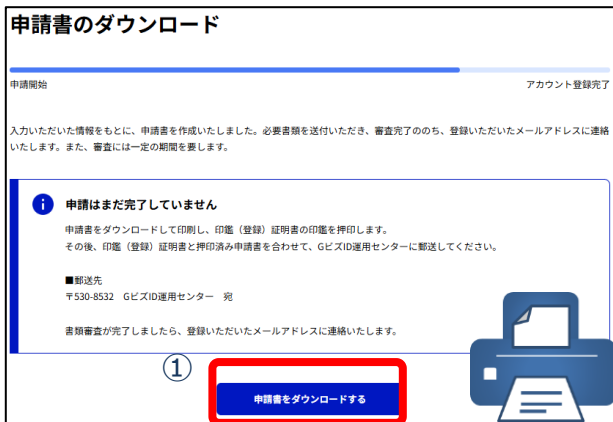 申請書のダウンロード
申請開始
アカウント登録完了
入力いただいた情報をもとに、申請書を作成いたしました。必要書類を送付いただき、審査完了ののち、登録いただいたメールアドレスに連絡
いたします。また、審査には一定の期間を要します。
申請はまだ完了していません
申請書をダウンロードして印刷し、印鑑（登録）証明書の印鑑を押印します。
その後、印鑑（登録）証明書と押印済み申請書を合わせて、GビズID運用センターに郵送してください。
■郵送先
〒530-8532　GビズID運用センター　宛
書類審査が完了しましたら、登録いただいたメールアドレスに連絡いたします。
①
申請書をダウンロードする